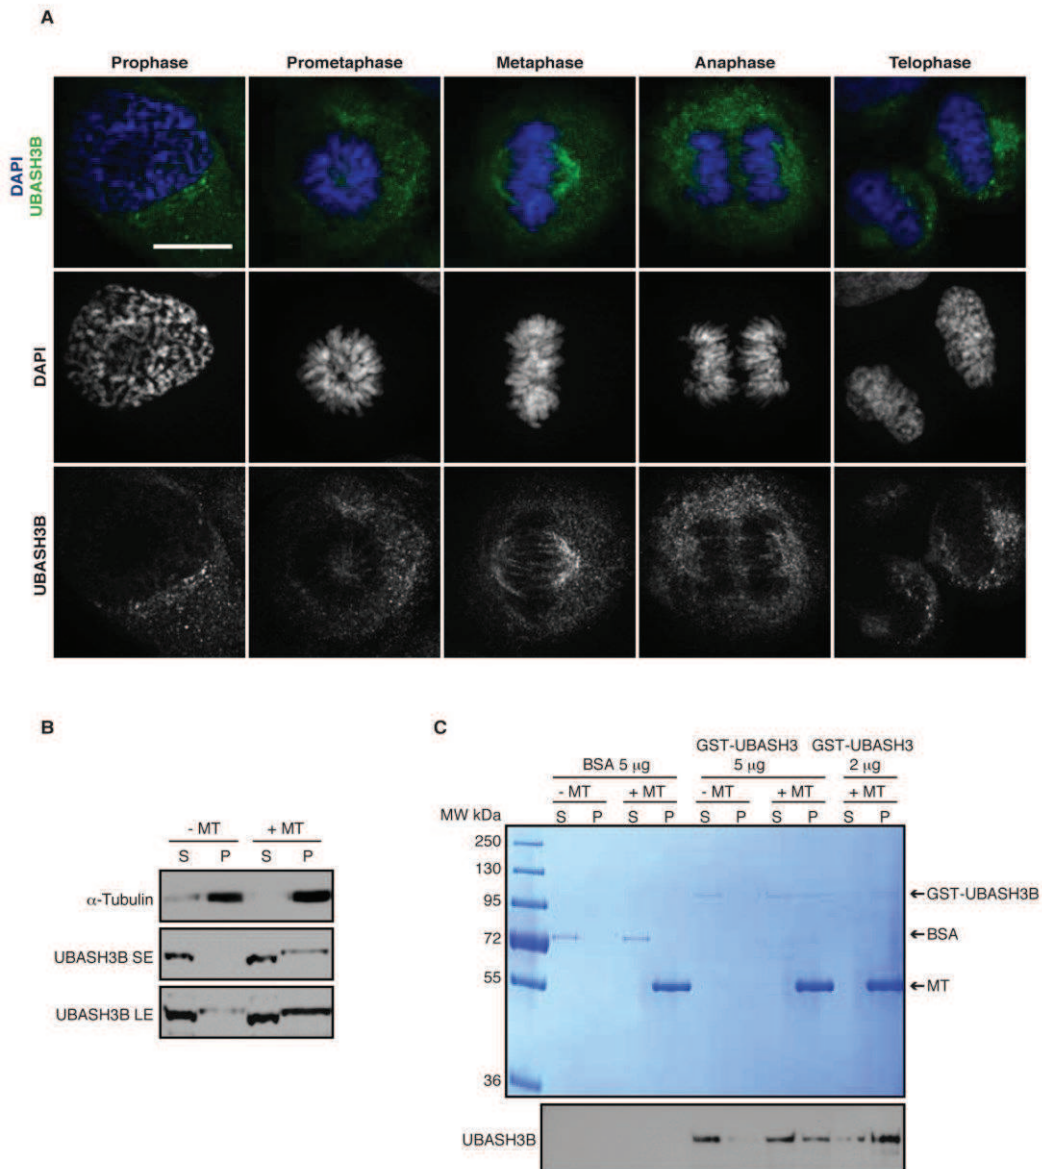 A
Prophase Prometaphase Metaphase Anaphase Telophase
DAPI
UBASH3B
DAPI
UBASH3B
B
- MT + MT
S P S P
α-Tubulin
UBASH3B SE
UBASH3B LE
C
GST-UBASH3 GST-UBASH3
BSA 5 µg 5 µg 2 µg
- MT + MT - MT + MT + MT
MW kDa S P S P S P S P S P
250
130
95 GST-UBASH3B
72 BSA
55 MT
36
UBASH3B